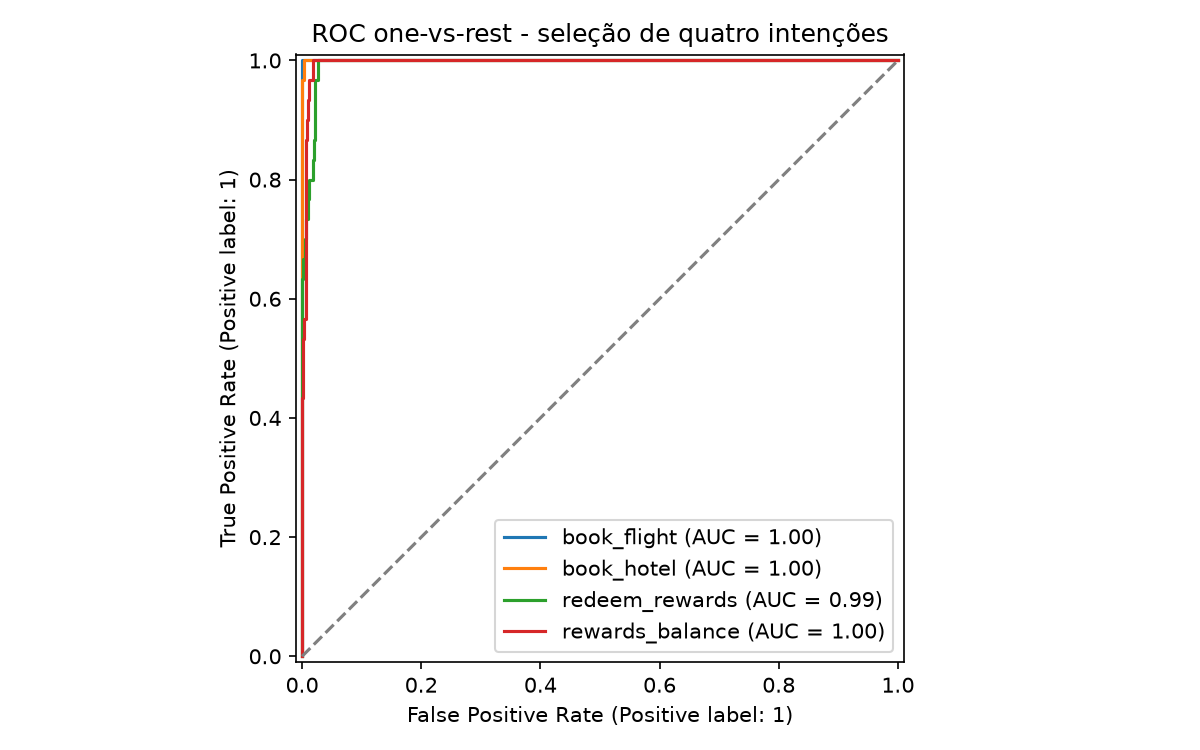 ROC one-vs-rest - seleção de quatro intenções
True Positive Rate (Positive label: 1)
1.0
0.8
0.6
0.4
0.2
0.0
book_flight (AUC = 1.00)
book_hotel (AUC = 1.00)
redeem_rewards (AUC = 0.99)
rewards_balance (AUC = 1.00)
0.0 0.2 0.4 0.6 0.8 1.0
False Positive Rate (Positive label: 1)